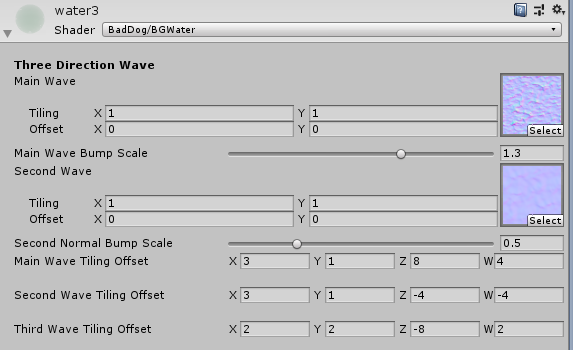 water3
Shader BadDog/BGWater
Three Direction Wave
Main Wave
Tiling X 1 Y 1
Offset X 0 Y 0
Select
Main Wave Bump Scale 1.3
Second Wave
Tiling X 1 Y 1
Offset X 0 Y 0
Select
Second Normal Bump Scale 0.5
Main Wave Tiling Offset X 3 Y 1 Z 8 W 4
Second Wave Tiling Offset X 3 Y 1 Z -4 W -4
Third Wave Tiling Offset X 2 Y 2 Z -8 W 2